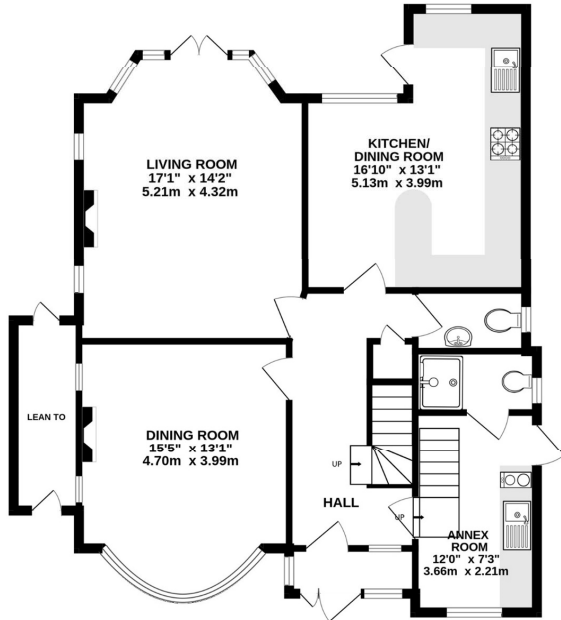 LIVING ROOM
17'1" x 14'2"
5.21m x 4.32m
KITCHEN/
DINING ROOM
16'10" x 13'1"
5.13m x 3.99m
LEAN TO
DINING ROOM
15'5" x 13'1"
4.70m x 3.99m
UP
HALL
UP
ANNEX
ROOM
12'0" x 7'3"
3.66m x 2.21m